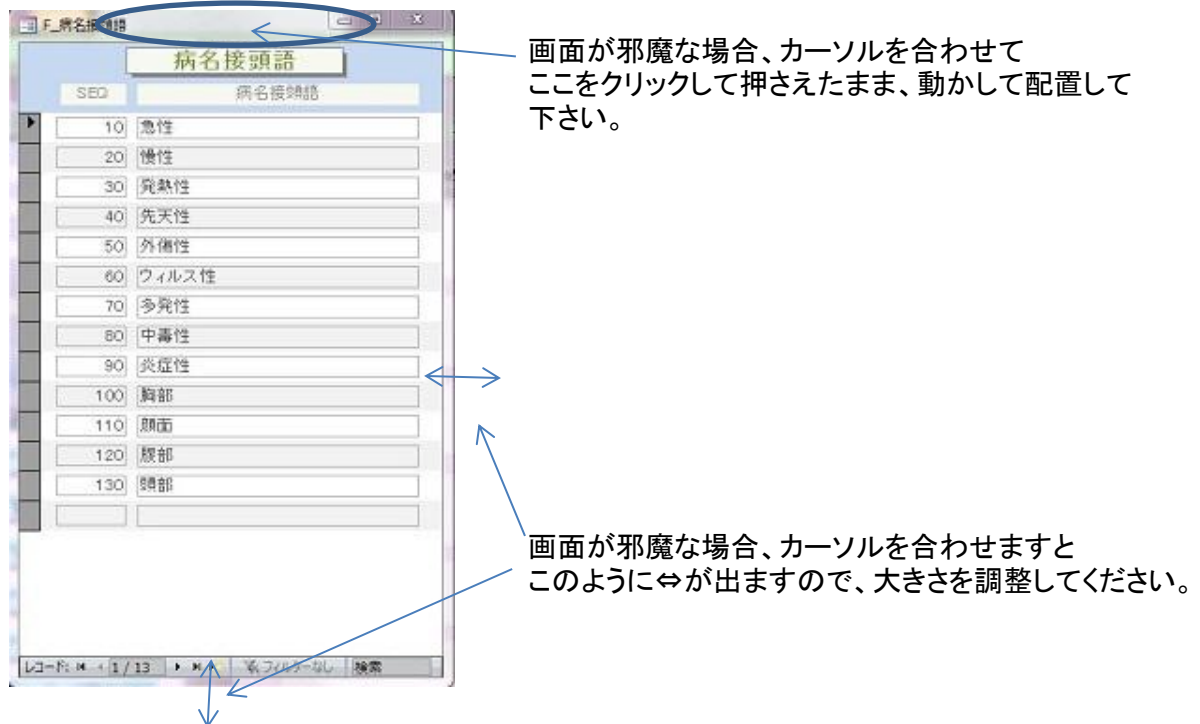 F_病名接頭語
病名接頭語
SEQ 病名接頭語
10 急性
20 慢性
30 発熱性
40 先天性
50 外傷性
60 ウィルス性
70 多発性
80 中毒性
90 炎症性
100 胸部
110 顔面
120 腹部
130 頭部
レコード: 1 / 13 フィルターなし 検索
画面が邪魔な場合、カーソルを合わせて
ここをクリックして押さえたまま、動かして配置して
下さい。
画面が邪魔な場合、カーソルを合わせますと
このように⇔が出ますので、大きさを調整してください。